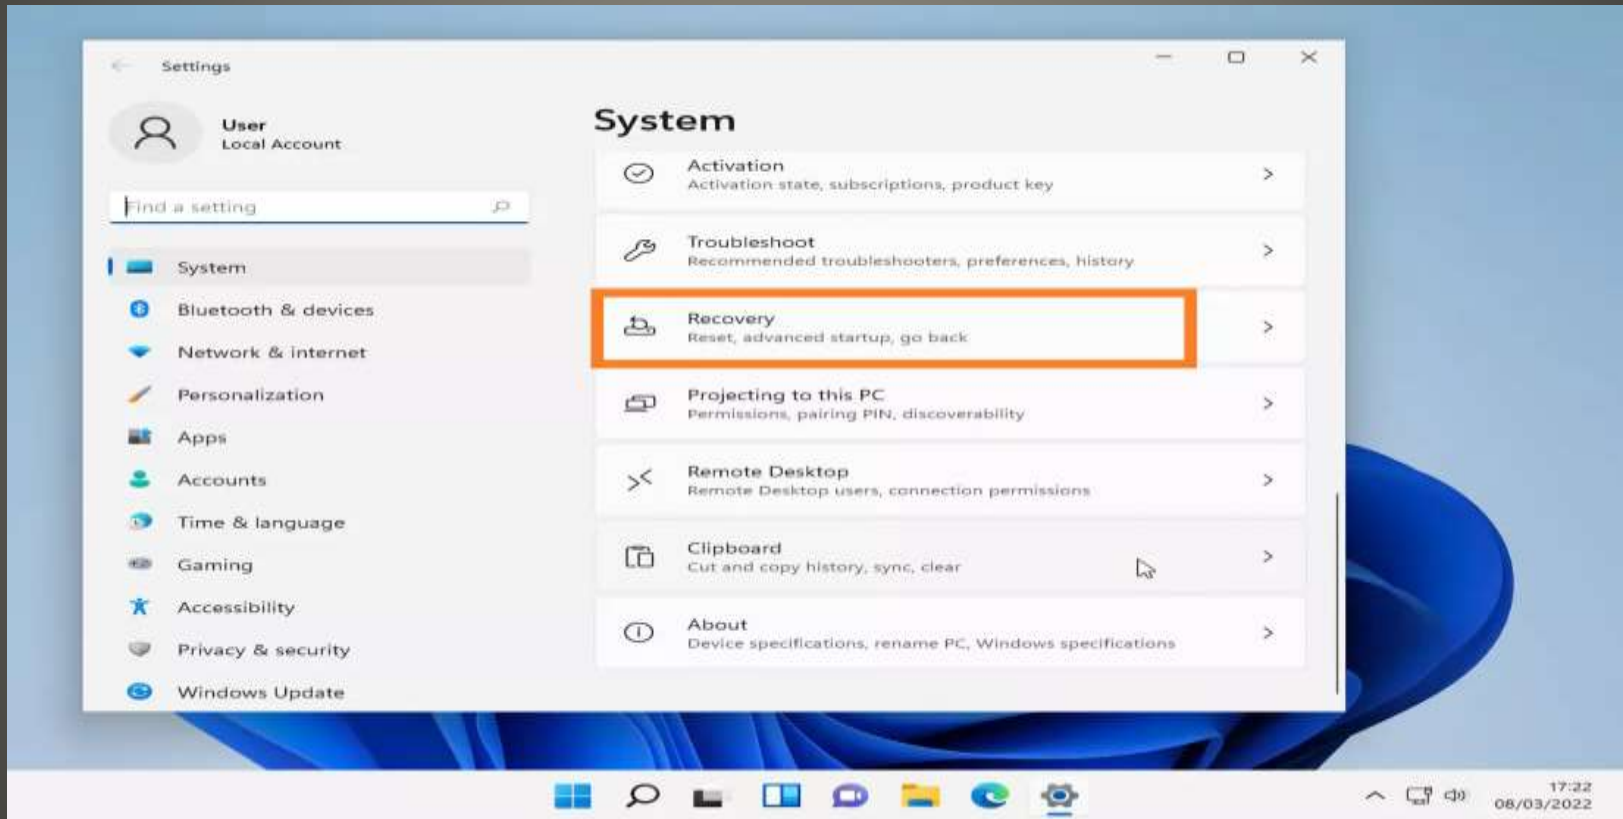 Settings
User
Local Account
Find a setting
System
Bluetooth & devices
Network & internet
Personalization
Apps
Accounts
Time & language
Gaming
Accessibility
Privacy & security
Windows Update
System
Activation
Activation state, subscriptions, product key
Troubleshoot
Recommended troubleshooters, preferences, history
Recovery
Reset, advanced startup, go back
Projecting to this PC
Permissions, pairing PIN, discoverability
Remote Desktop
Remote Desktop users, connection permissions
Clipboard
Cut and copy history, sync, clear
About
Device specifications, rename PC, Windows specifications
17:22
08/03/2022